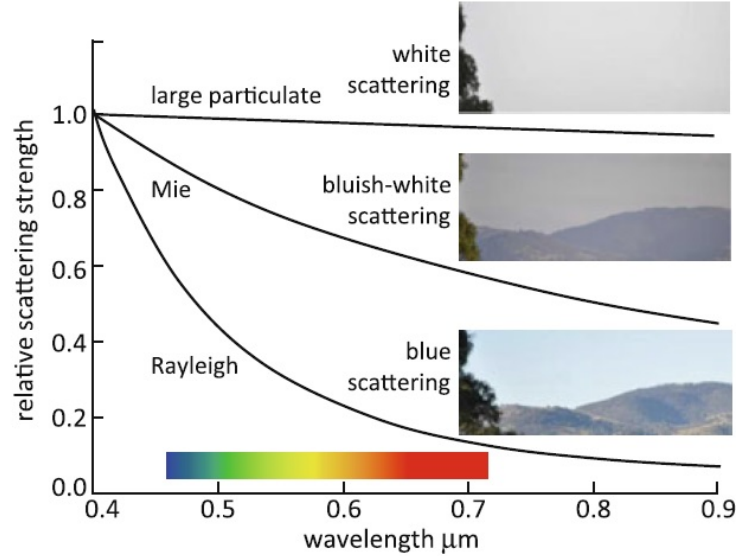 white
scattering
large particulate
1.0
Mie
bluish-white
scattering
0.8
0.6
0.4
Rayleigh
blue
scattering
0.2
0.0
0.4
0.5
0.6
0.7
0.8
0.9
wavelength μm
relative scattering strength